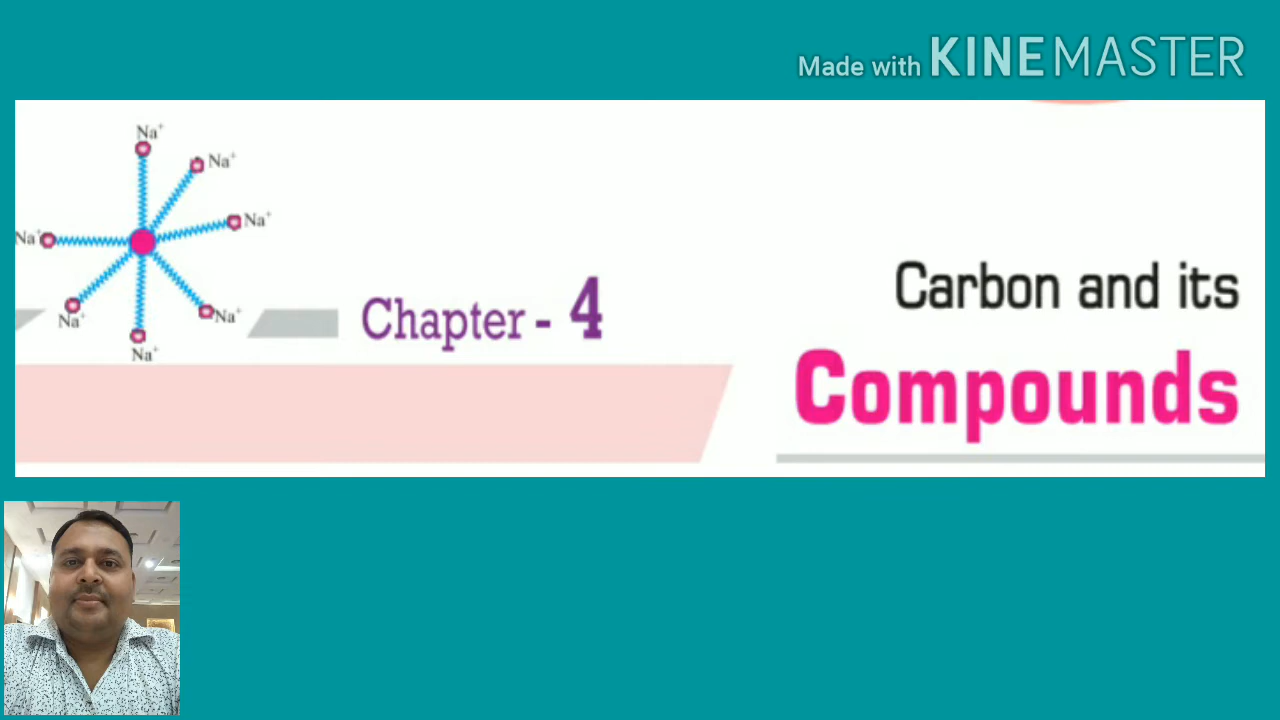 Made with KINEMASTER
Na⁺
Na⁺
Na⁺
Na⁺
Na⁺
Na⁺
Na⁺
Chapter - 4
Carbon and its
Compounds